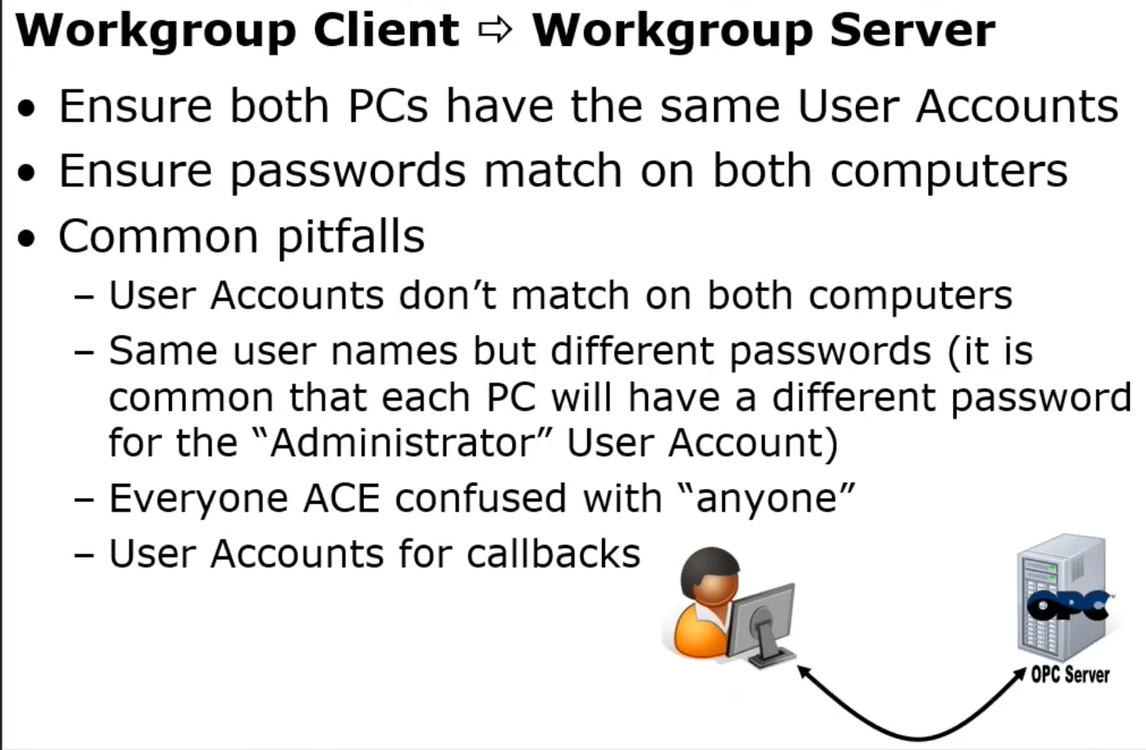 Workgroup Client ⇨ Workgroup Server
• Ensure both PCs have the same User Accounts
• Ensure passwords match on both computers
• Common pitfalls
– User Accounts don’t match on both computers
– Same user names but different passwords (it is
common that each PC will have a different password
for the “Administrator” User Account)
– Everyone ACE confused with “anyone”
– User Accounts for callbacks
OPC™
OPC Server